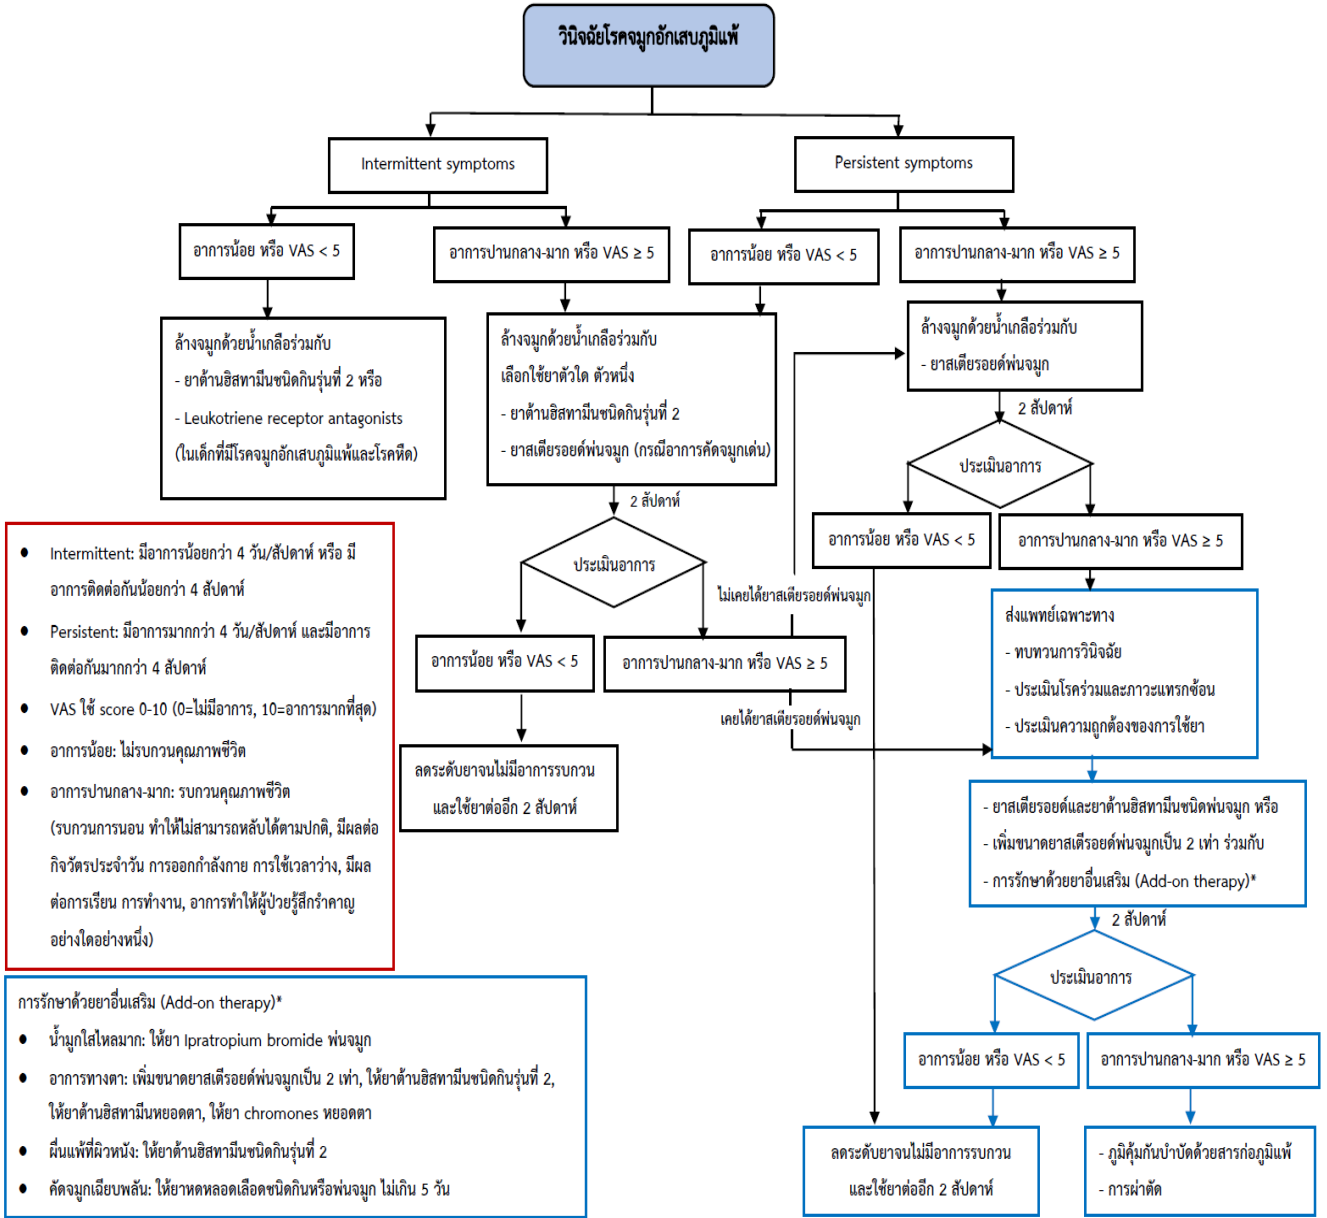 วินิจฉัยโรคจมูกอักเสบภูมิแพ้
Intermittent symptoms
Persistent symptoms
อาการน้อย หรือ VAS < 5
อาการปานกลาง-มาก หรือ VAS ≥ 5
อาการน้อย หรือ VAS < 5
อาการปานกลาง-มาก หรือ VAS ≥ 5
ล้างจมูกด้วยน้ำเกลือร่วมกับ
- ยาต้านฮิสทามีนชนิดกินรุ่นที่ 2 หรือ
- Leukotriene receptor antagonists
(ในเด็กที่มีโรคจมูกอักเสบภูมิแพ้และโรคหืด)
ล้างจมูกด้วยน้ำเกลือร่วมกับ
เลือกใช้ยาตัวใด ตัวหนึ่ง
- ยาต้านฮิสทามีนชนิดกินรุ่นที่ 2
- ยาสเตียรอยด์พ่นจมูก (กรณีอาการคัดจมูกเด่น)
ล้างจมูกด้วยน้ำเกลือร่วมกับ
- ยาสเตียรอยด์พ่นจมูก
2 สัปดาห์
ประเมินอาการ
อาการน้อย หรือ VAS < 5
อาการปานกลาง-มาก หรือ VAS ≥ 5
2 สัปดาห์
ประเมินอาการ
ไม่เคยได้ยาสเตียรอยด์พ่นจมูก
อาการน้อย หรือ VAS < 5
อาการปานกลาง-มาก หรือ VAS ≥ 5
เคยได้ยาสเตียรอยด์พ่นจมูก
ลดระดับยาจนไม่มีอาการรบกวน
และใช้ยาต่ออีก 2 สัปดาห์
ส่งแพทย์เฉพาะทาง
- ทบทวนการวินิจฉัย
- ประเมินโรคร่วมและภาวะแทรกซ้อน
- ประเมินความถูกต้องของการใช้ยา
- ยาสเตียรอยด์และยาต้านฮิสทามีนชนิดพ่นจมูก หรือ
- เพิ่มขนาดยาสเตีรอยด์พ่นจมูกเป็น 2 เท่า ร่วมกับ
- การรักษาด้วยยาอื่นเสริม (Add-on therapy)*
2 สัปดาห์
ประเมินอาการ
อาการน้อย หรือ VAS < 5
อาการปานกลาง-มาก หรือ VAS ≥ 5
ลดระดับยาจนไม่มีอาการรบกวน
และใช้ยาต่ออีก 2 สัปดาห์
- ภูมิคุ้มกันบำบัดด้วยสารก่อภูมิแพ้
- การผ่าตัด
● Intermittent: มีอาการน้อยกว่า 4 วัน/สัปดาห์ หรือ มี
อาการติดต่อกันน้อยกว่า 4 สัปดาห์
● Persistent: มีอาการมากกว่า 4 วัน/สัปดาห์ และมีอาการ
ติดต่อกันมากกว่า 4 สัปดาห์
● VAS ใช้ score 0-10 (0=ไม่มีอาการ, 10=อาการมากที่สุด)
● อาการน้อย: ไม่รบกวนคุณภาพชีวิต
● อาการปานกลาง-มาก: รบกวนคุณภาพชีวิต
(รบกวนการนอน ทำให้ไม่สามารถหลับได้ตามปกติ, มีผลต่อ
กิจวัตรประจำวัน การออกกำลังกาย การใช้เวลาว่าง, มีผล
ต่อการเรียน การทำงาน, อาการทำให้ผู้ป่วยรู้สึกรำคาญ
อย่างใดอย่างหนึ่ง)
การรักษาด้วยยาอื่นเสริม (Add-on therapy)*
● น้ำมูกใสไหลมาก: ให้ยา Ipratropium bromide พ่นจมูก
● อาการทางตา: เพิ่มขนาดยาสเตีรอยด์พ่นจมูกเป็น 2 เท่า, ให้ยาต้านฮิสทามีนชนิดกินรุ่นที่ 2,
ให้ยาต้านฮิสทามีนหยอดตา, ให้ยา chromones หยอดตา
● ผื่นแพ้ที่ผิวหนัง: ให้ยาต้านฮิสทามีนชนิดกินรุ่นที่ 2
● คัดจมูกเฉียบพลัน: ให้ยาหดหลอดเลือดชนิดกินหรือพ่นจมูก ไม่เกิน 5 วัน